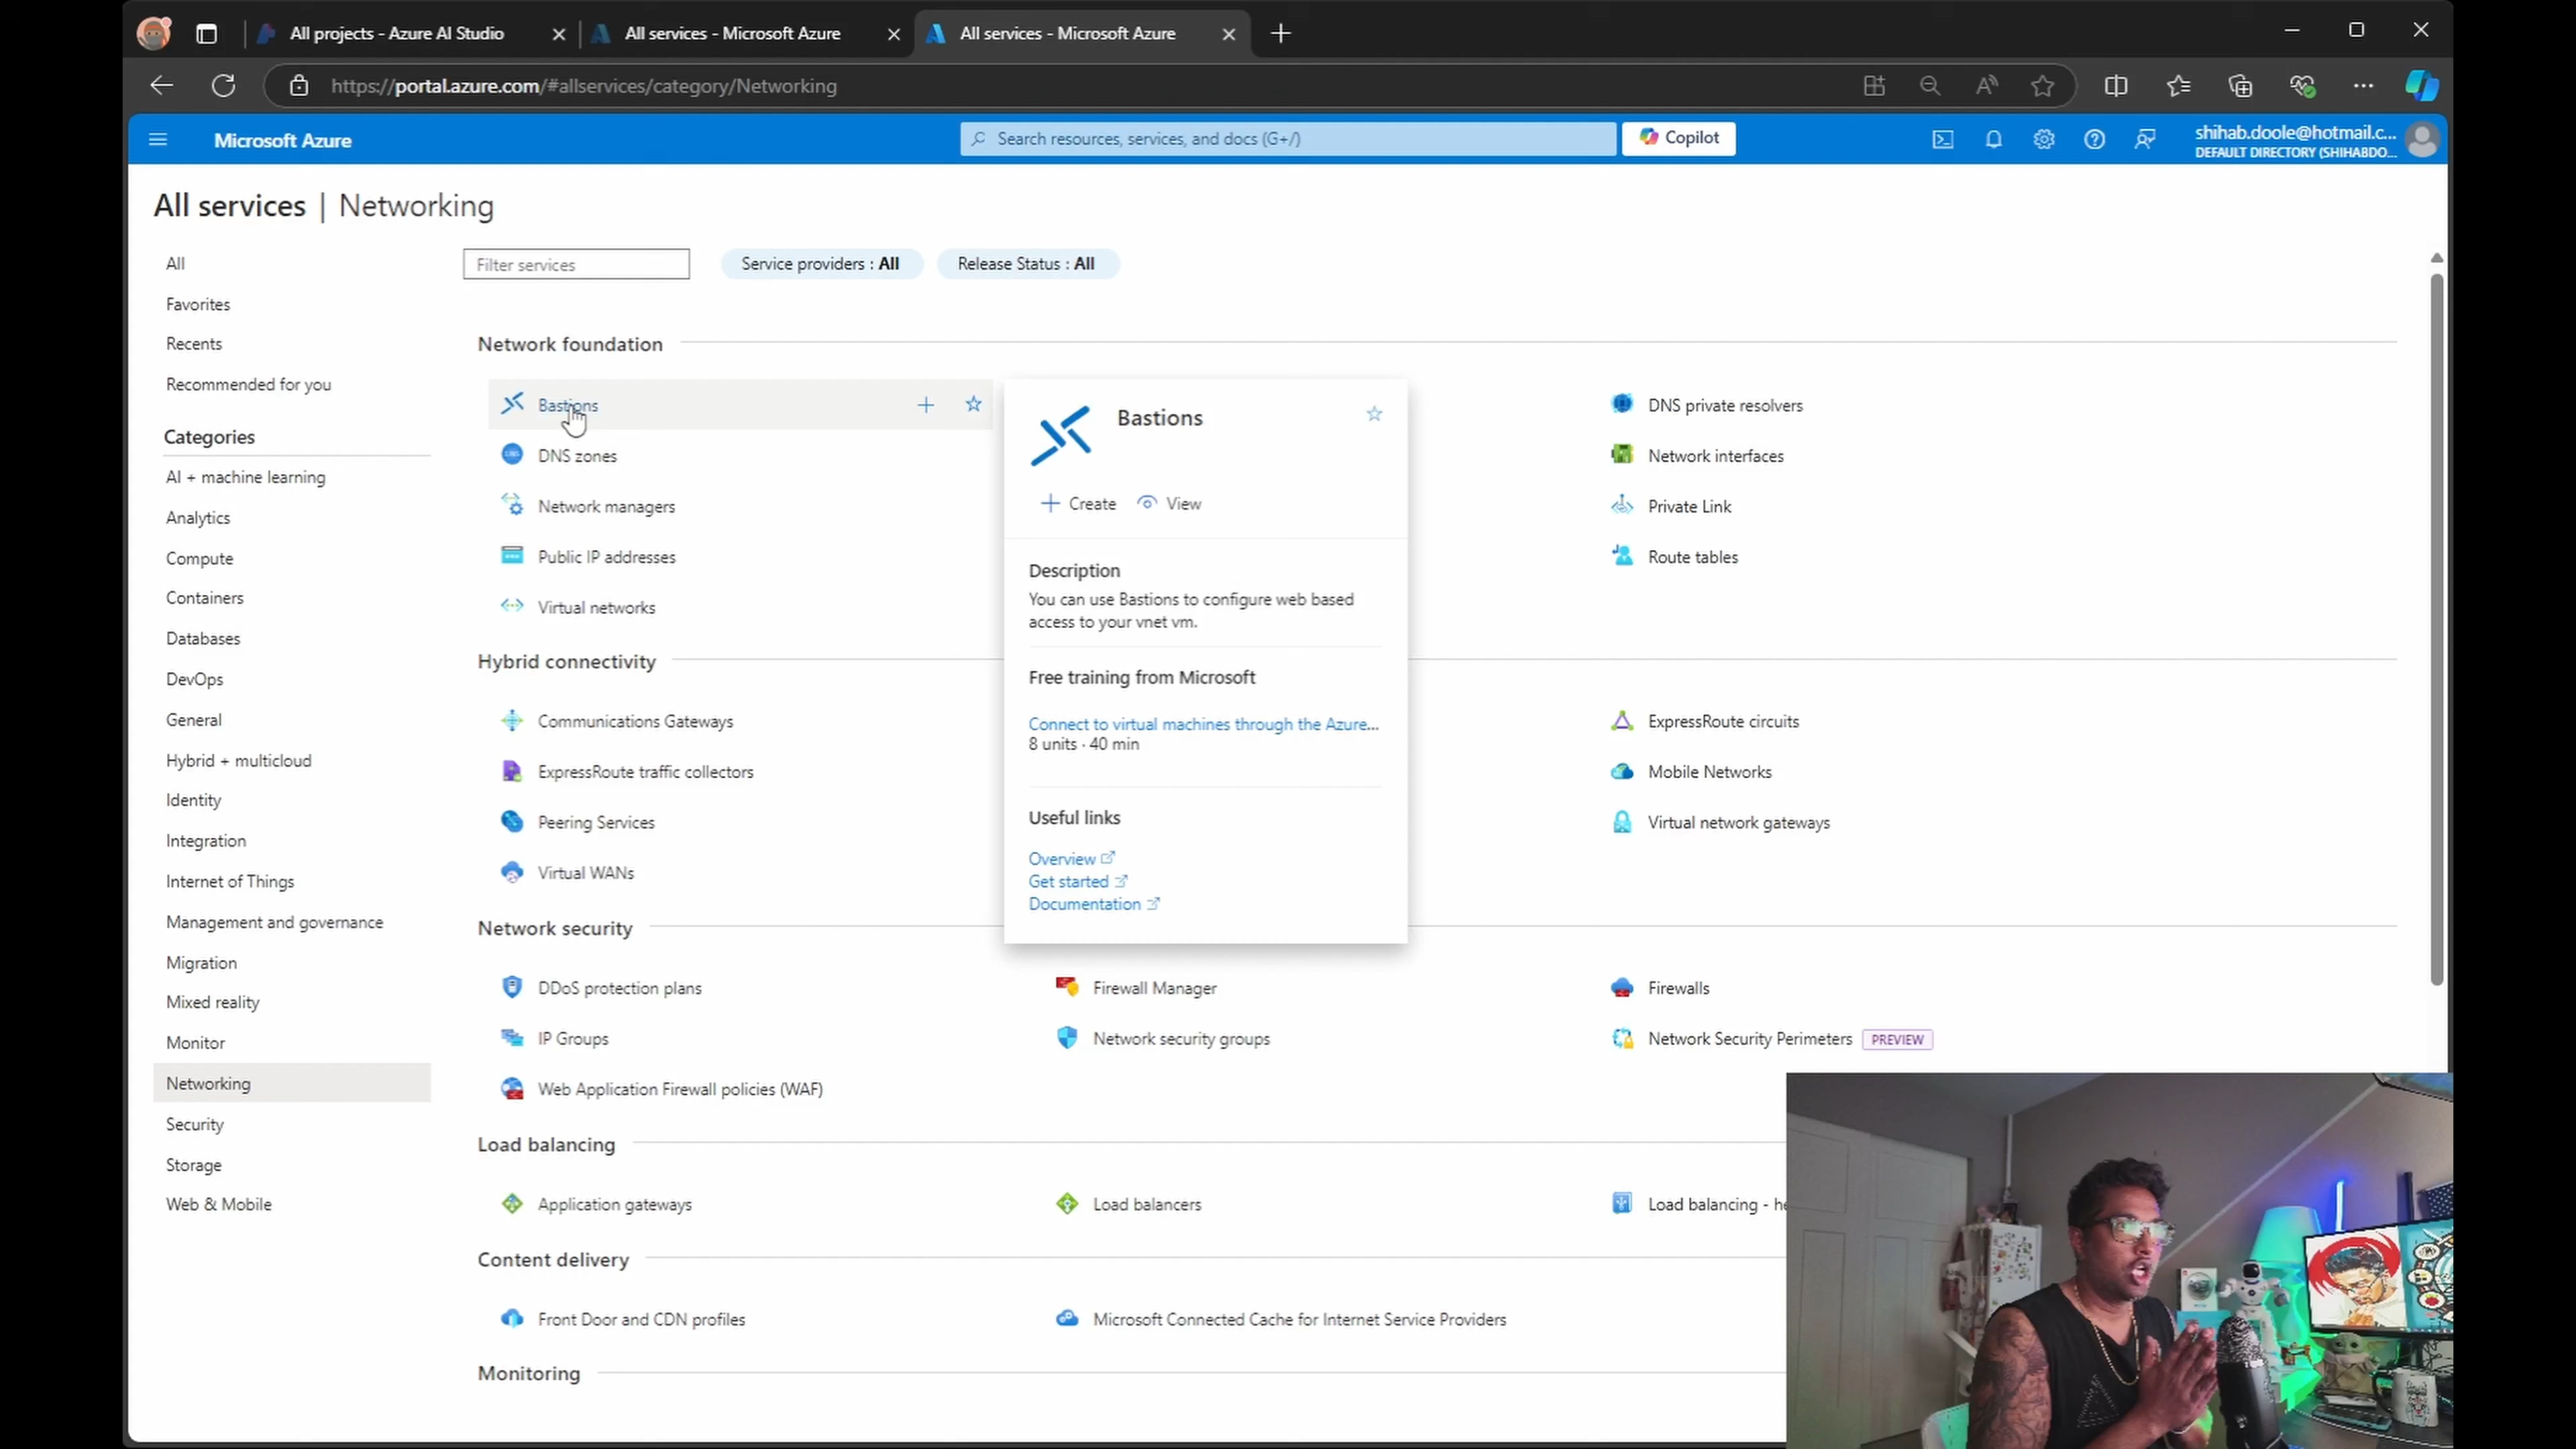 All projects - Azure AI Studio
All services - Microsoft Azure
All services - Microsoft Azure
https://portal.azure.com/#allservices/category/Networking
Microsoft Azure
Search resources, services, and docs (G+/)
Copilot
shihab.doole@hotmail.c...
DEFAULT DIRECTORY (SHIHABDO...
All services | Networking
All
Favorites
Recents
Recommended for you
Categories
AI + machine learning
Analytics
Compute
Containers
Databases
DevOps
General
Hybrid + multicloud
Identity
Integration
Internet of Things
Management and governance
Migration
Mixed reality
Monitor
Networking
Security
Storage
Web & Mobile
Filter services
Service providers : All
Release Status : All
Network foundation
Bastions
DNS private resolvers
DNS zones
Network interfaces
Network managers
Private Link
Public IP addresses
Route tables
Virtual networks
Bastions
Create
View
Description
You can use Bastions to configure web based
access to your vnet vm.
Free training from Microsoft
Connect to virtual machines through the Azure...
8 units · 40 min
Useful links
Overview
Get started
Documentation
Hybrid connectivity
Communications Gateways
ExpressRoute circuits
ExpressRoute traffic collectors
Mobile Networks
Peering Services
Virtual network gateways
Virtual WANs
Network security
DDoS protection plans
Firewall Manager
Firewalls
IP Groups
Network security groups
Network Security Perimeters PREVIEW
Web Application Firewall policies (WAF)
Load balancing
Application gateways
Load balancers
Load balancing - he
Content delivery
Front Door and CDN profiles
Microsoft Connected Cache for Internet Service Providers
Monitoring